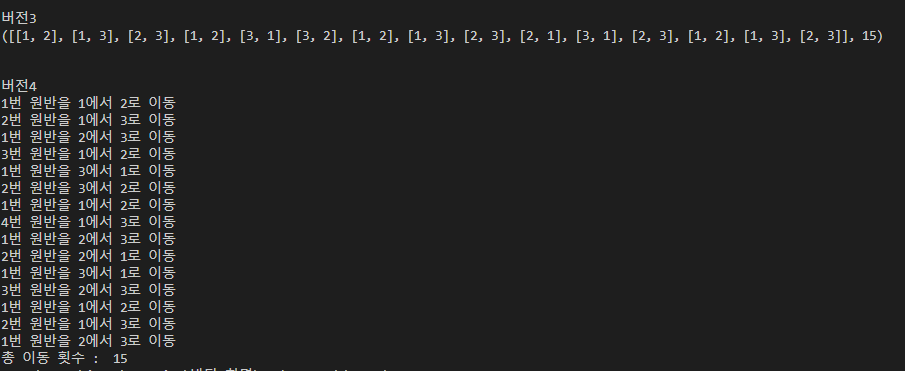 버전3
([[1, 2], [1, 3], [2, 3], [1, 2], [3, 1], [3, 2], [1, 2], [1, 3], [2, 3], [2, 1], [3, 1], [2, 3], [1, 2], [1, 3], [2, 3]], 15)
버전4
1번 원반을 1에서 2로 이동
2번 원반을 1에서 3로 이동
1번 원반을 2에서 3로 이동
3번 원반을 1에서 2로 이동
1번 원반을 3에서 1로 이동
2번 원반을 3에서 2로 이동
1번 원반을 1에서 2로 이동
4번 원반을 1에서 3로 이동
1번 원반을 2에서 3로 이동
2번 원반을 2에서 1로 이동
1번 원반을 3에서 1로 이동
3번 원반을 2에서 3로 이동
1번 원반을 1에서 2로 이동
2번 원반을 1에서 3로 이동
1번 원반을 2에서 3로 이동
총 이동 횟수 :  15